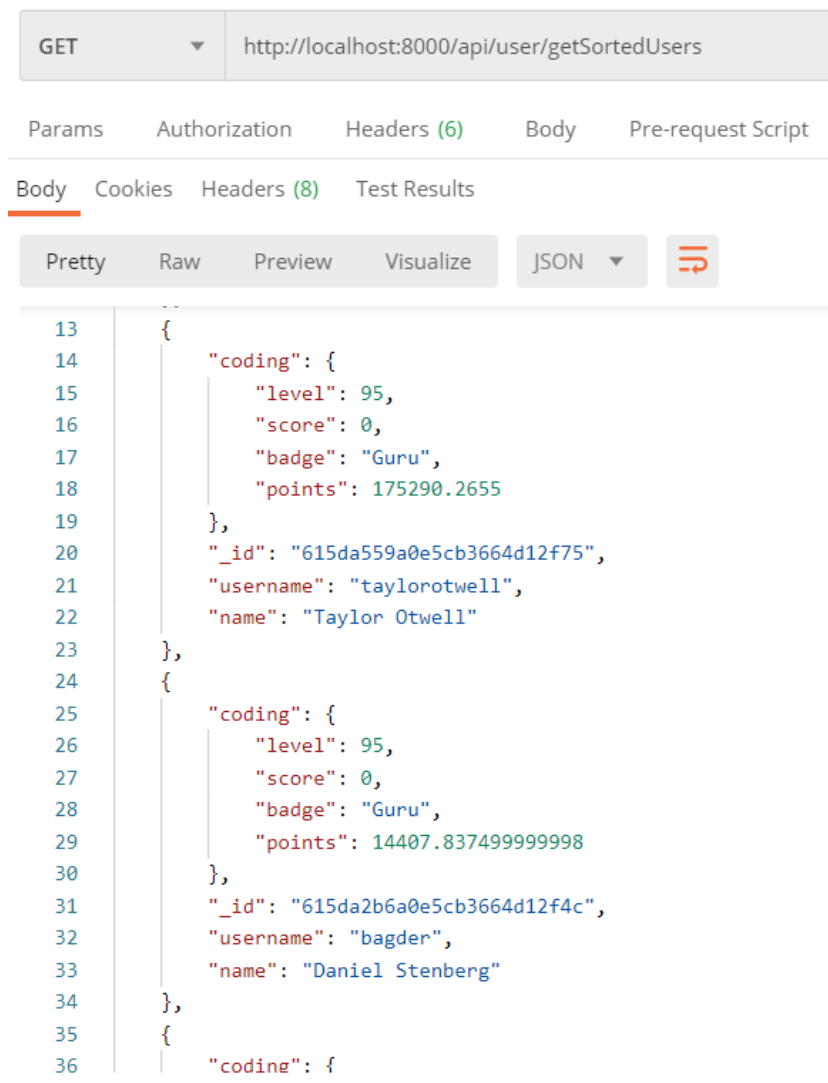 GET http://localhost:8000/api/user/getSortedUsers
Params Authorization Headers (6) Body Pre-request Script
Body Cookies Headers (8) Test Results
Pretty Raw Preview Visualize JSON
13 {
14 "coding": {
15 "level": 95,
16 "score": 0,
17 "badge": "Guru",
18 "points": 175290.2655
19 },
20 "_id": "615da559a0e5cb3664d12f75",
21 "username": "taylorotwell",
22 "name": "Taylor Otwell"
23 },
24 {
25 "coding": {
26 "level": 95,
27 "score": 0,
28 "badge": "Guru",
29 "points": 14407.837499999998
30 },
31 "_id": "615da2b6a0e5cb3664d12f4c",
32 "username": "bagder",
33 "name": "Daniel Stenberg"
34 },
35 {
36 "coding": {